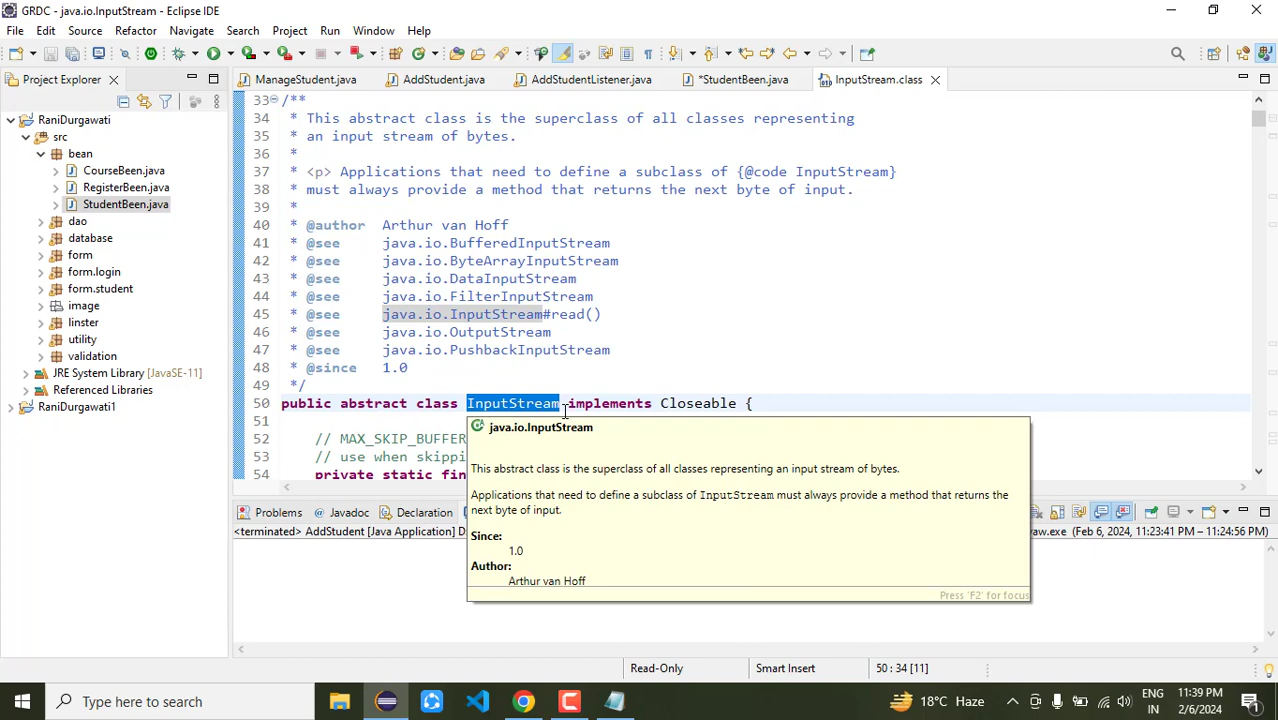 GRDC - java.io.InputStream - Eclipse IDE
File Edit Source Refactor Navigate Search Project Run Window Help
Project Explorer
ManageStudent.java AddStudent.java AddStudentListener.java *StudentBeen.java InputStream.class
RaniDurgawati
src
bean
CourseBeen.java
RegisterBeen.java
StudentBeen.java
dao
database
form
form.login
form.student
image
linster
utility
validation
JRE System Library [JavaSE-11]
Referenced Libraries
RaniDurgawati1
33 /**
34 * This abstract class is the superclass of all classes representing
35 * an input stream of bytes.
36 *
37 * <p> Applications that need to define a subclass of {@code InputStream}
38 * must always provide a method that returns the next byte of input.
39 *
40 * @author Arthur van Hoff
41 * @see java.io.BufferedInputStream
42 * @see java.io.ByteArrayInputStream
43 * @see java.io.DataInputStream
44 * @see java.io.FilterInputStream
45 * @see java.io.InputStream#read()
46 * @see java.io.OutputStream
47 * @see java.io.PushbackInputStream
48 * @since 1.0
49 */
50 public abstract class InputStream implements Closeable {
51
52 // MAX_SKIP_BUFFER
53 // use when skippi
54 private static fin
java.io.InputStream
This abstract class is the superclass of all classes representing an input stream of bytes.
Applications that need to define a subclass of InputStream must always provide a method that returns the
next byte of input.
Since:
1.0
Author:
Arthur van Hoff
Press 'F2' for focus
Problems Javadoc Declaration
<terminated> AddStudent [Java Application] D aw.exe (Feb 6, 2024, 11:23:41 PM – 11:24:56 PM)
Read-Only Smart Insert 50 : 34 [11]
Type here to search
18°C Haze
ENG
IN
11:39 PM
2/6/2024
1